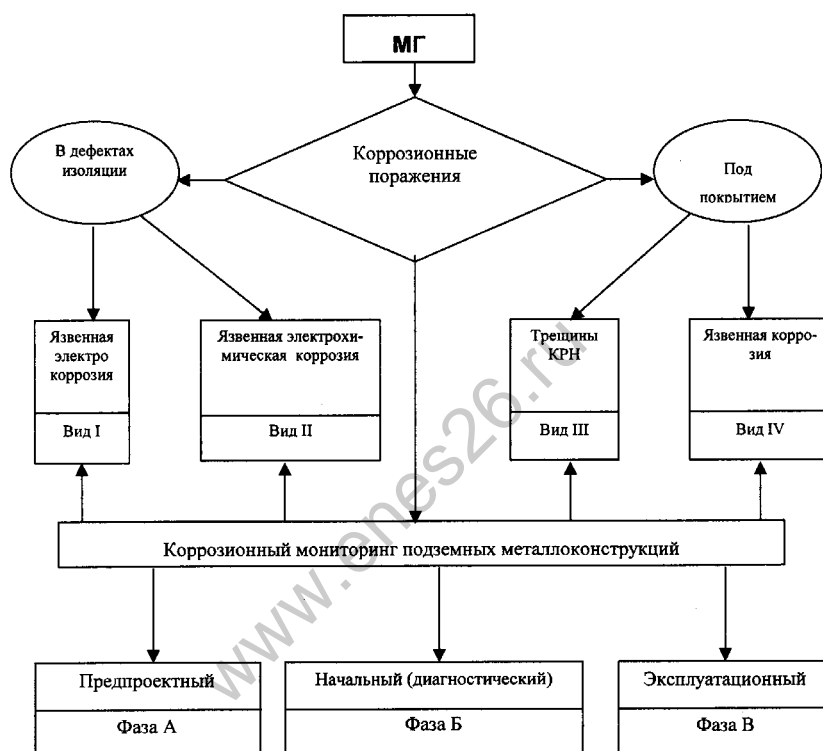 МГ
Коррозионные
поражения
В дефектах
изоляции
Под
покрытием
Язвенная
электро
коррозия
Вид I
Язвенная электрохи-
мическая коррозия
Вид II
Трещины
КРН
Вид III
Язвенная корро-
зия
Вид IV
Коррозионный мониторинг подземных металлоконструкций
Предпроектный
Фаза А
Начальный (диагностический)
Фаза Б
Эксплуатационный
Фаза В
www.enes26.ru